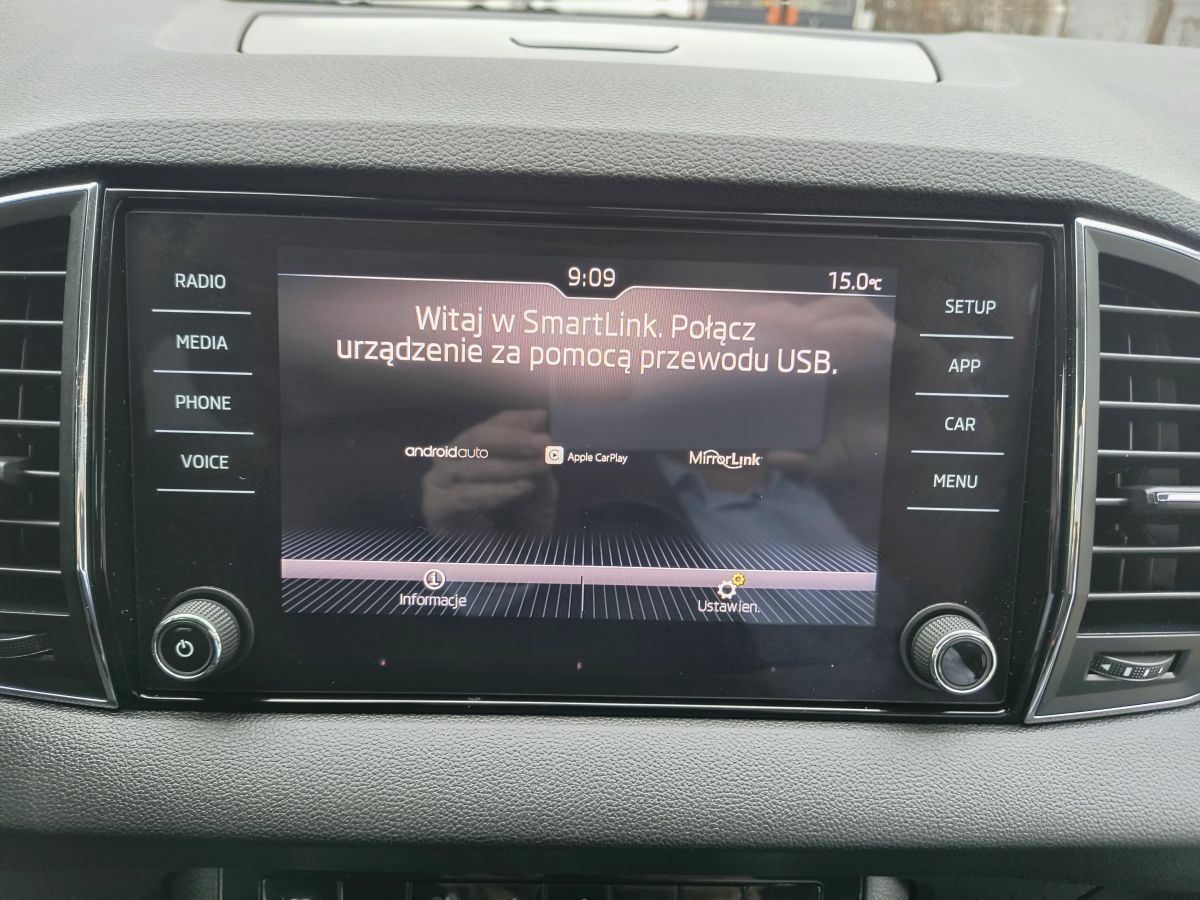 9:09
15.0°C
RADIO
MEDIA
PHONE
VOICE
Witaj w SmartLink. Połącz
urządzenie za pomocą przewodu USB.
androidauto
Apple CarPlay
MirrorLink
Informacje
Ustawien.
SETUP
APP
CAR
MENU